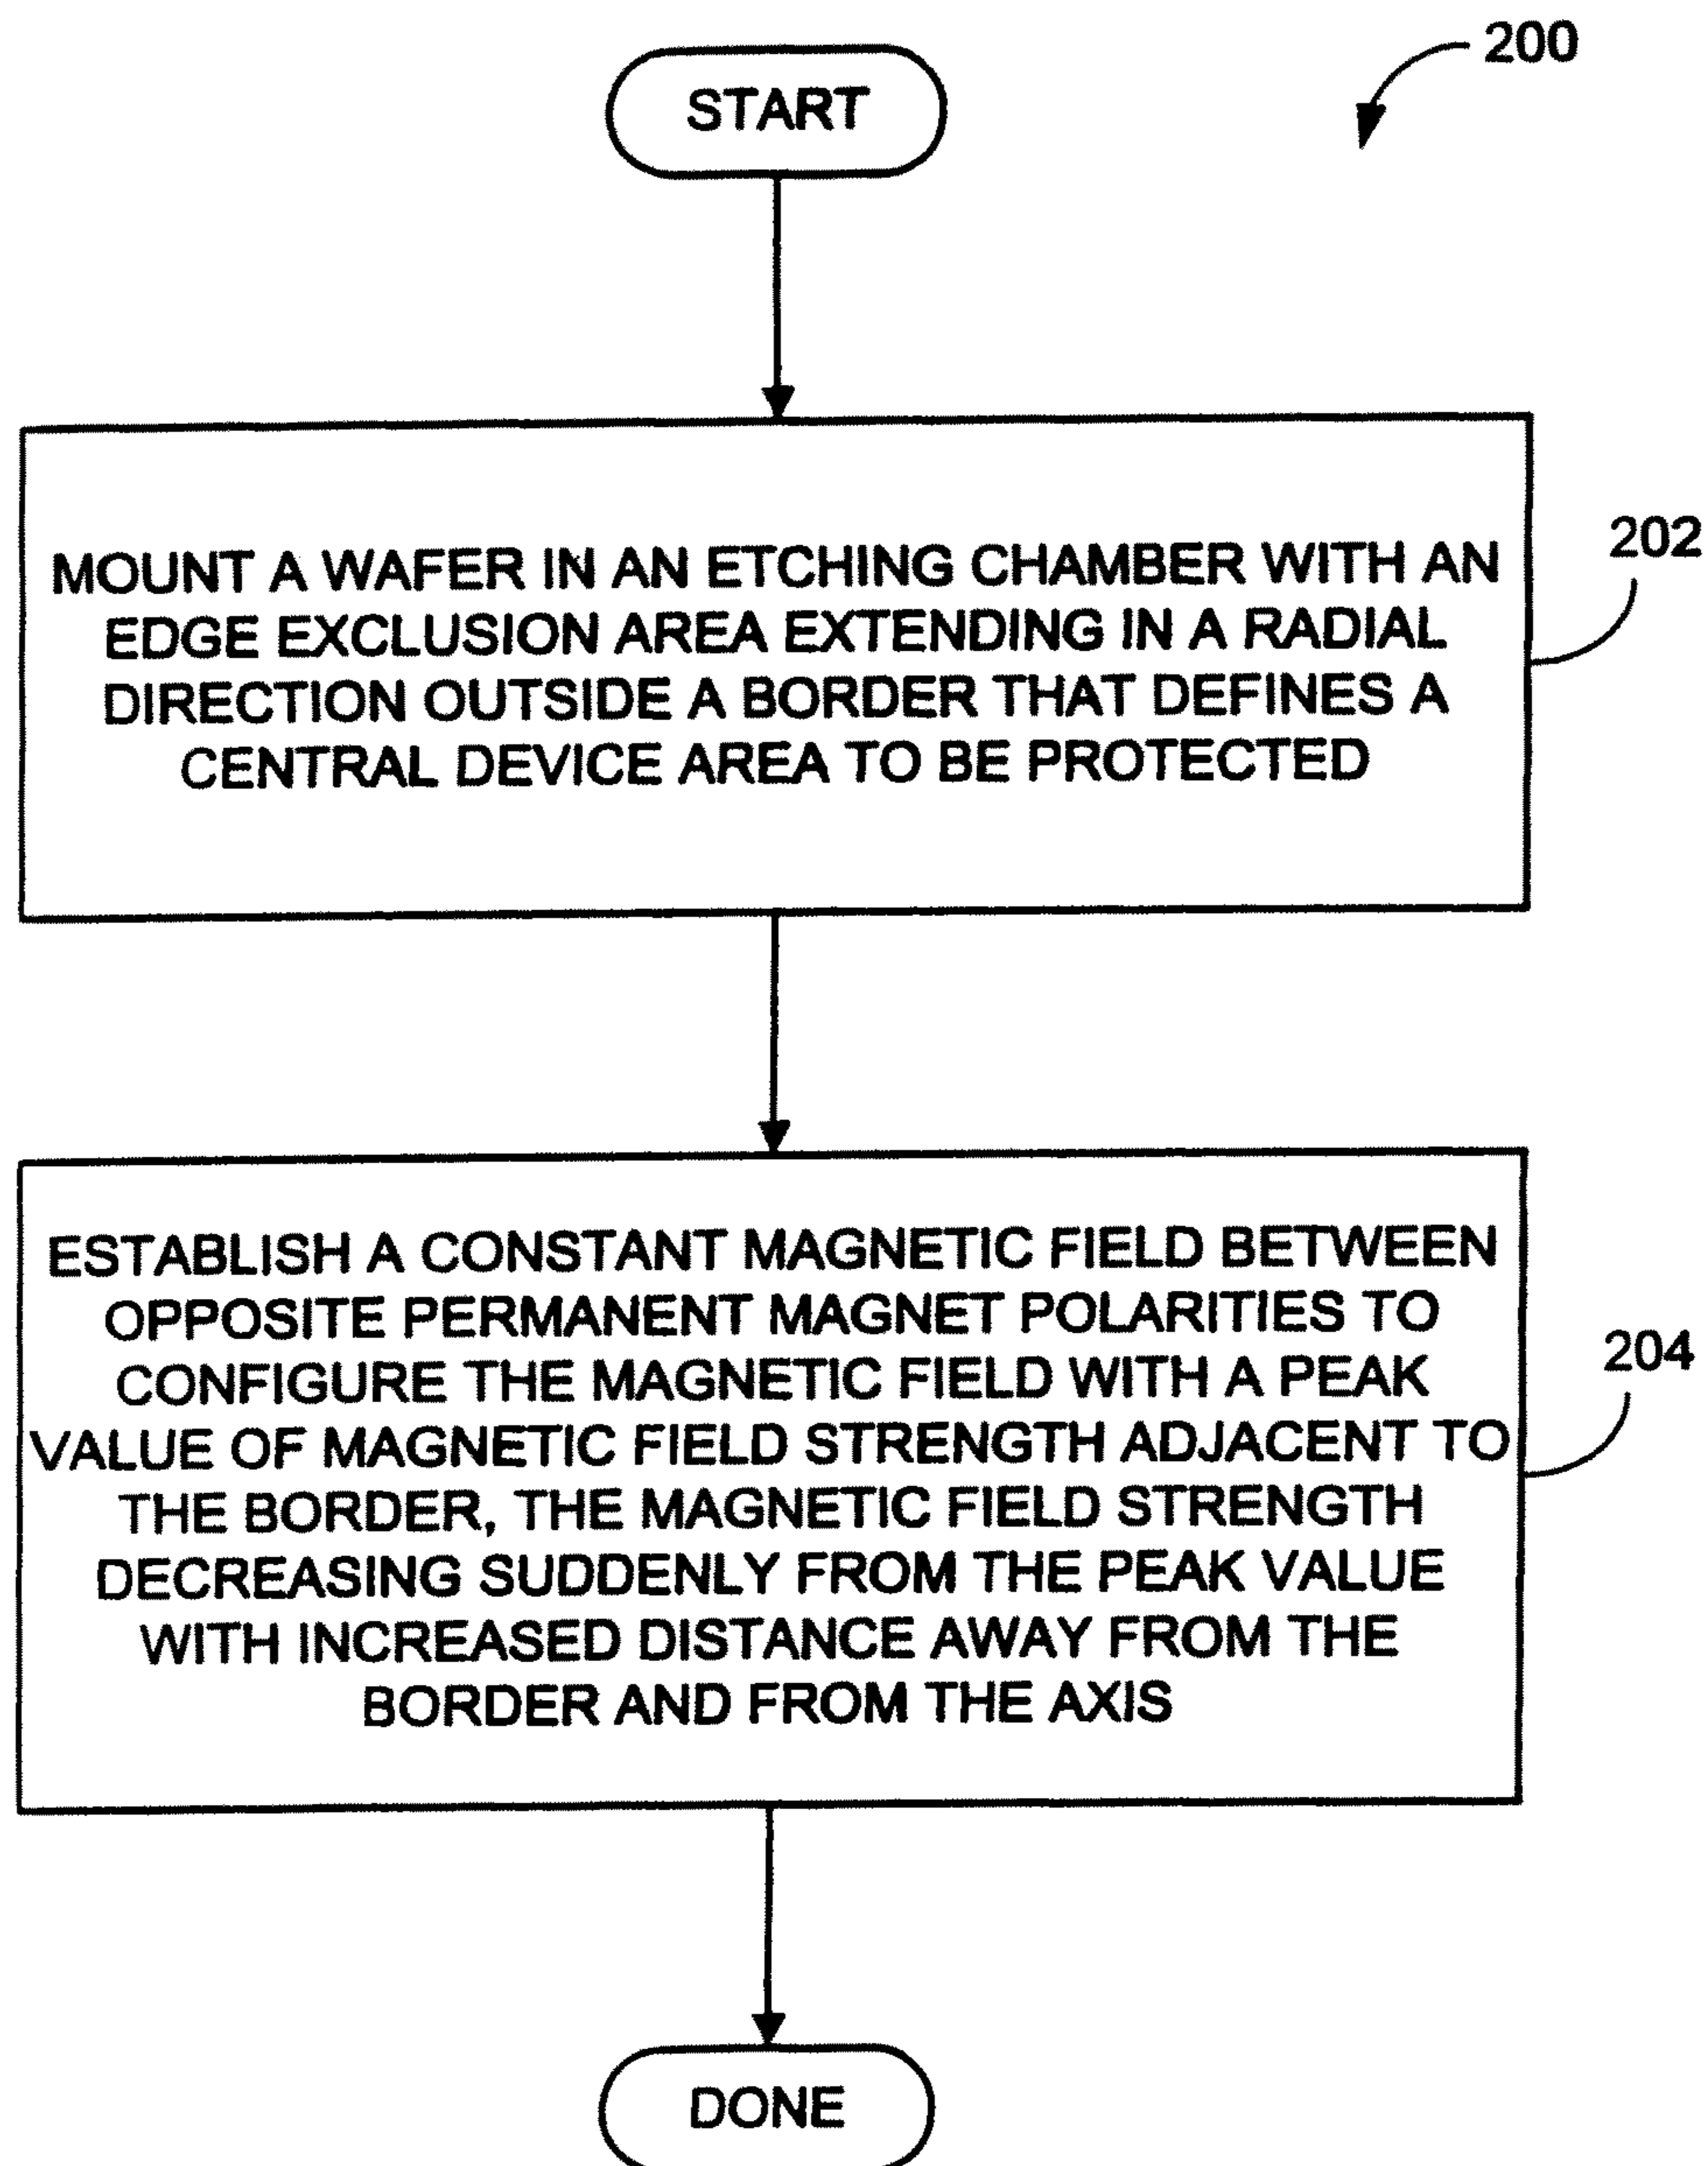 200
START
MOUNT A WAFER IN AN ETCHING CHAMBER WITH AN
EDGE EXCLUSION AREA EXTENDING IN A RADIAL
DIRECTION OUTSIDE A BORDER THAT DEFINES A
CENTRAL DEVICE AREA TO BE PROTECTED
202
ESTABLISH A CONSTANT MAGNETIC FIELD BETWEEN
OPPOSITE PERMANENT MAGNET POLARITIES TO
CONFIGURE THE MAGNETIC FIELD WITH A PEAK
VALUE OF MAGNETIC FIELD STRENGTH ADJACENT TO
THE BORDER, THE MAGNETIC FIELD STRENGTH
DECREASING SUDDENLY FROM THE PEAK VALUE
WITH INCREASED DISTANCE AWAY FROM THE
BORDER AND FROM THE AXIS
204
DONE